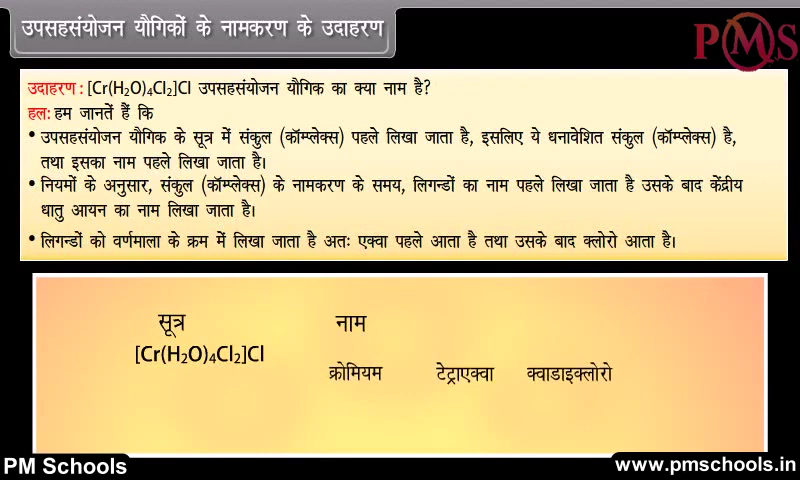 उपसहसंयोजन यौगिकों के नामकरण के उदाहरण
PMS
उदाहरण : [Cr(H₂O)₄Cl₂]Cl उपसहसंयोजन यौगिक का क्या नाम है?
हल: हम जानतें हैं कि
• उपसहसंयोजन यौगिक के सूत्र में संकुल (कॉम्प्लेक्स) पहले लिखा जाता है, इसलिए ये धनावेशित संकुल (कॉम्प्लेक्स) है,
तथा इसका नाम पहले लिखा जाता है।
• नियमों के अनुसार, संकुल (कॉम्प्लेक्स) के नामकरण के समय, लिगन्डों का नाम पहले लिखा जाता है उसके बाद केंद्रीय
धातु आयन का नाम लिखा जाता है।
• लिगन्डों को वर्णमाला के क्रम में लिखा जाता है अतः एक्वा पहले आता है तथा उसके बाद क्लोरो आता है।
सूत्र नाम
[Cr(H₂O)₄Cl₂]Cl
क्रोमियम टेट्राएक्वा क्वाडाइक्लोरो
PM Schools www.pmschools.in